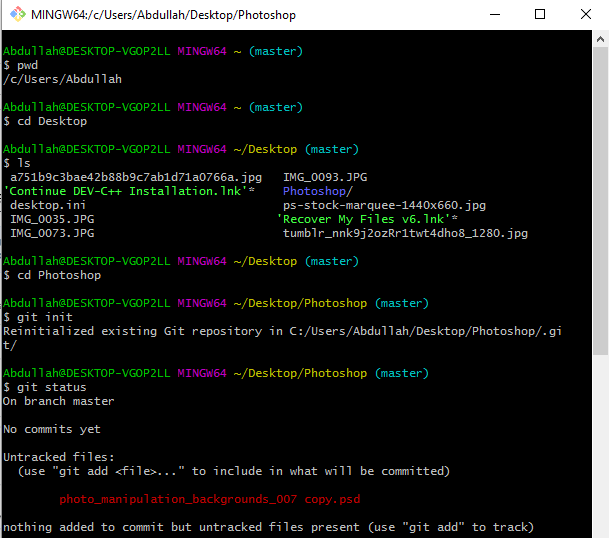 MINGW64:/c/Users/Abdullah/Desktop/Photoshop
Abdullah@DESKTOP-VGOP2LL MINGW64 ~ (master)
$ pwd
/c/Users/Abdullah
Abdullah@DESKTOP-VGOP2LL MINGW64 ~ (master)
$ cd Desktop
Abdullah@DESKTOP-VGOP2LL MINGW64 ~/Desktop (master)
$ ls
a751b9c3bae42b88b9c7ab1d71a0766a.jpg   IMG_0093.JPG
'Continue DEV-C++ Installation.lnk'*    Photoshop/
desktop.ini                            ps-stock-marquee-1440x660.jpg
IMG_0035.JPG                          'Recover My Files v6.lnk'*
IMG_0073.JPG                           tumblr_nnk9j2ozRr1twt4dho8_1280.jpg
Abdullah@DESKTOP-VGOP2LL MINGW64 ~/Desktop (master)
$ cd Photoshop
Abdullah@DESKTOP-VGOP2LL MINGW64 ~/Desktop/Photoshop (master)
$ git init
Reinitialized existing Git repository in C:/Users/Abdullah/Desktop/Photoshop/.gi
t/
Abdullah@DESKTOP-VGOP2LL MINGW64 ~/Desktop/Photoshop (master)
$ git status
On branch master
No commits yet
Untracked files:
(use "git add <file>..." to include in what will be committed)
photo_manipulation_backgrounds_007 copy.psd
nothing added to commit but untracked files present (use "git add" to track)